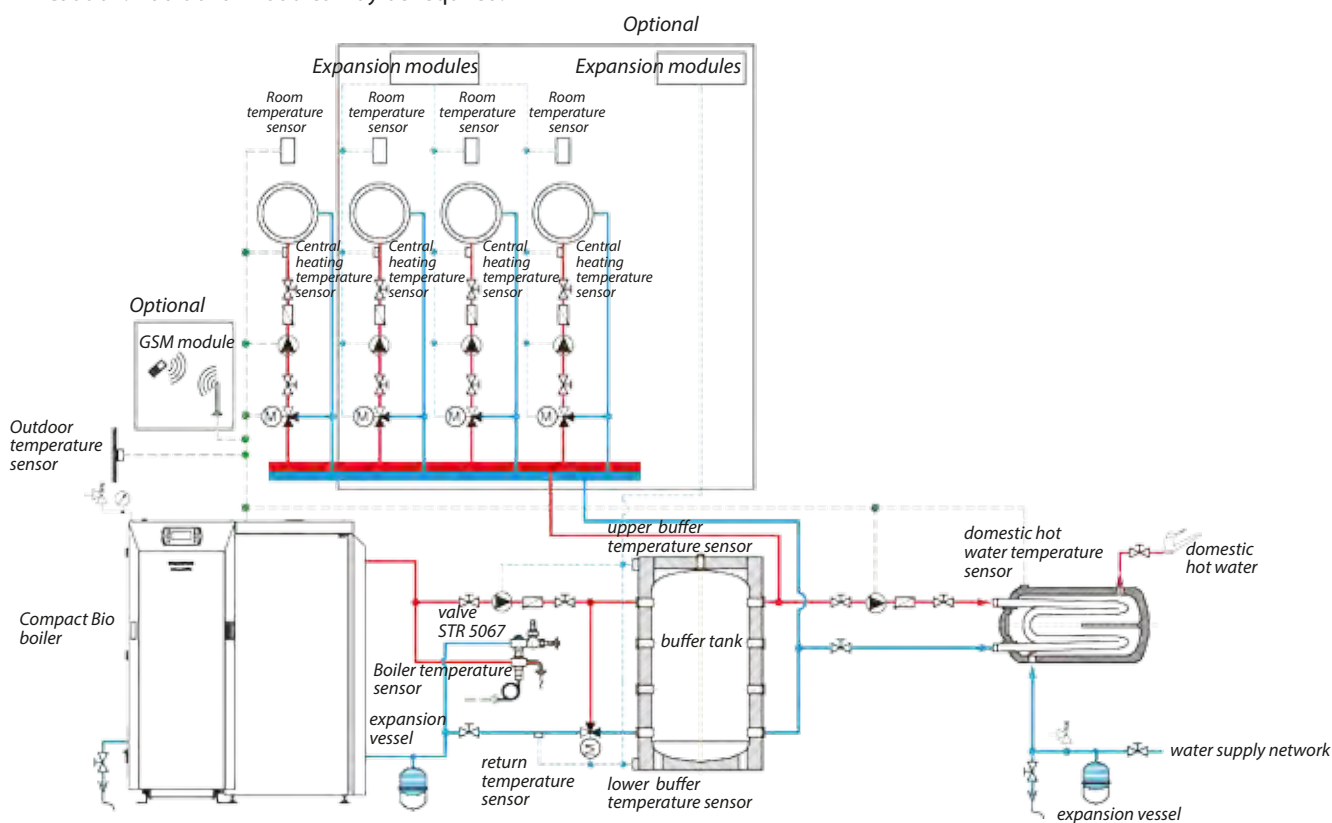 Optional
Expansion modules
Expansion modules
Room
temperature
sensor
Room
temperature
sensor
Room
temperature
sensor
Room
temperature
sensor
Central
heating
temperature
sensor
Central
heating
temperature
sensor
Central
heating
temperature
sensor
Central
heating
temperature
sensor
Optional
GSM module
M
M
M
M
Outdoor
temperature
sensor
upper buffer
temperature sensor
domestic hot
water temperature
sensor
domestic
hot water
Compact Bio
boiler
valve
STR 5067
buffer tank
Boiler temperature
sensor
expansion
vessel
M
return
temperature
sensor
lower buffer
temperature sensor
water supply network
expansion vessel